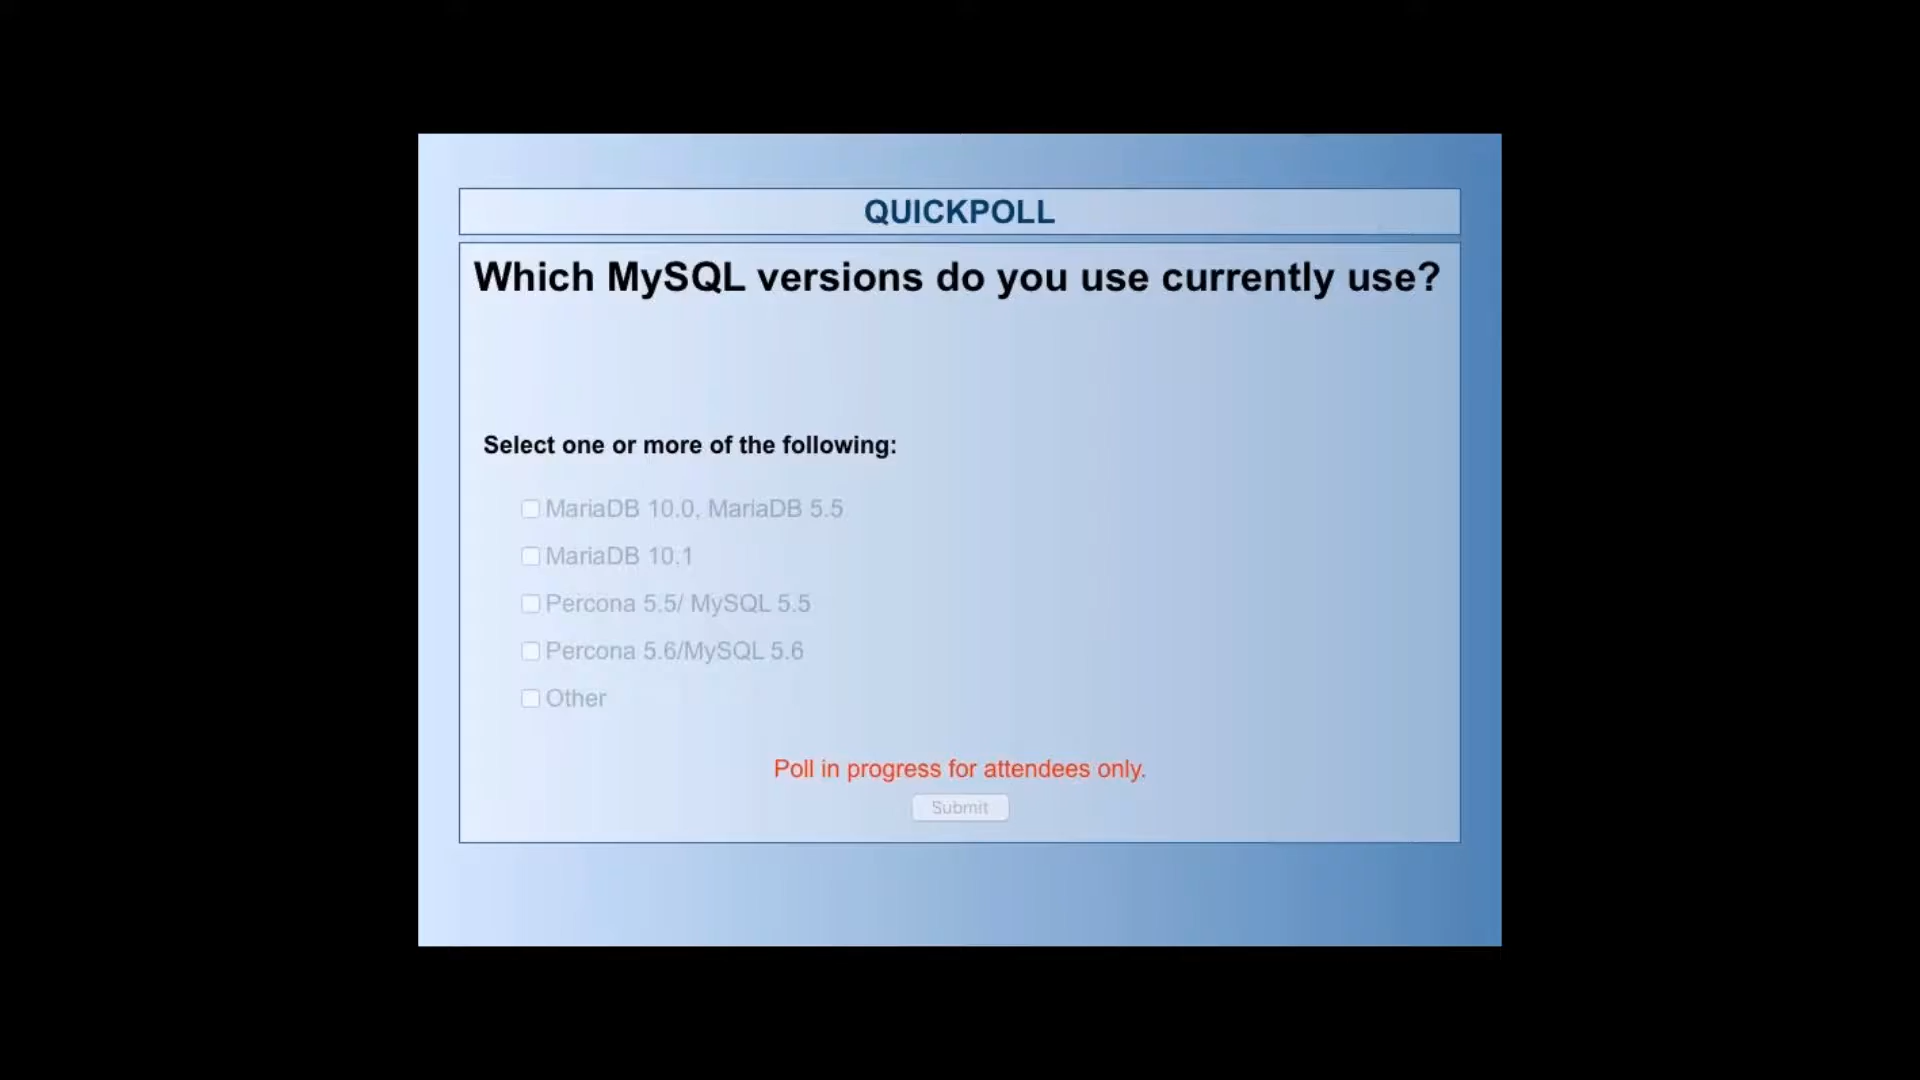 QUICKPOLL
Which MySQL versions do you use currently use?
Select one or more of the following:
MariaDB 10.0, MariaDB 5.5
MariaDB 10.1
Percona 5.5/ MySQL 5.5
Percona 5.6/MySQL 5.6
Other
Poll in progress for attendees only.
Submit